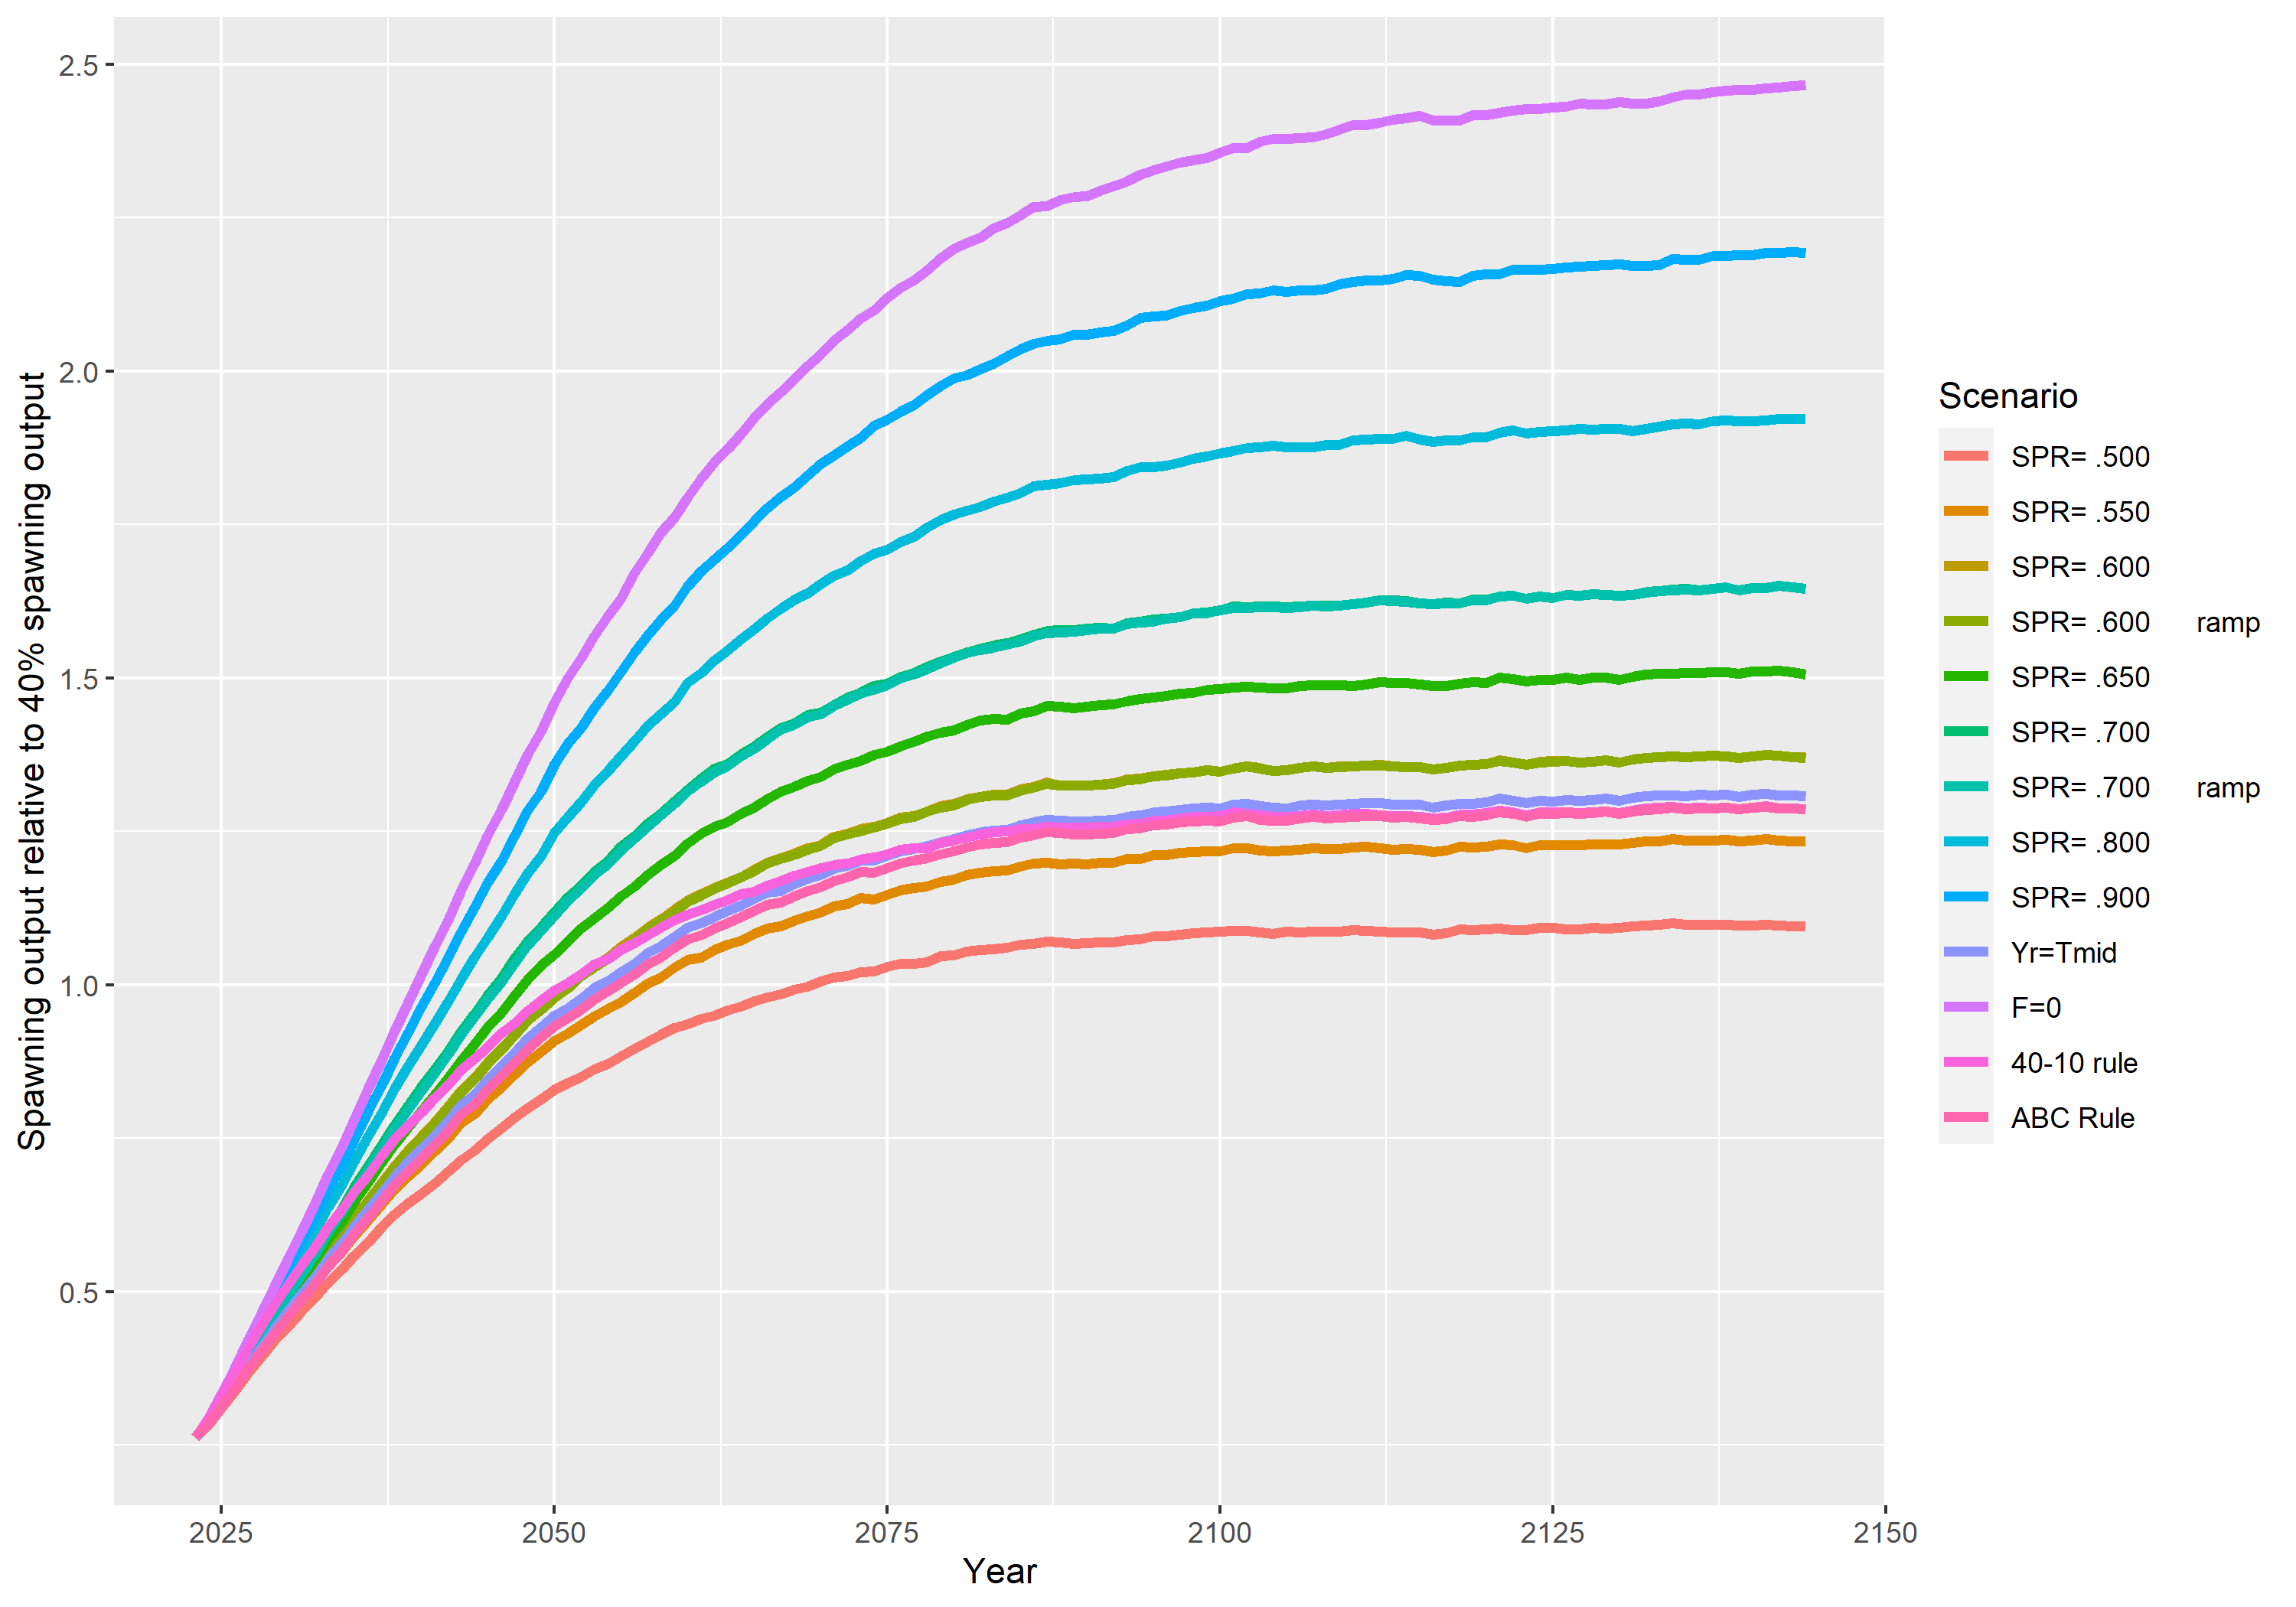 Spawning output relative to 40% spawning output
2.5
2.0
1.5
1.0
0.5
2025 2050 2075 2100 2125 2150
Year
Scenario
SPR= .500
SPR= .550
SPR= .600
SPR= .600 ramp
SPR= .650
SPR= .700
SPR= .700 ramp
SPR= .800
SPR= .900
Yr=Tmid
F=0
40-10 rule
ABC Rule